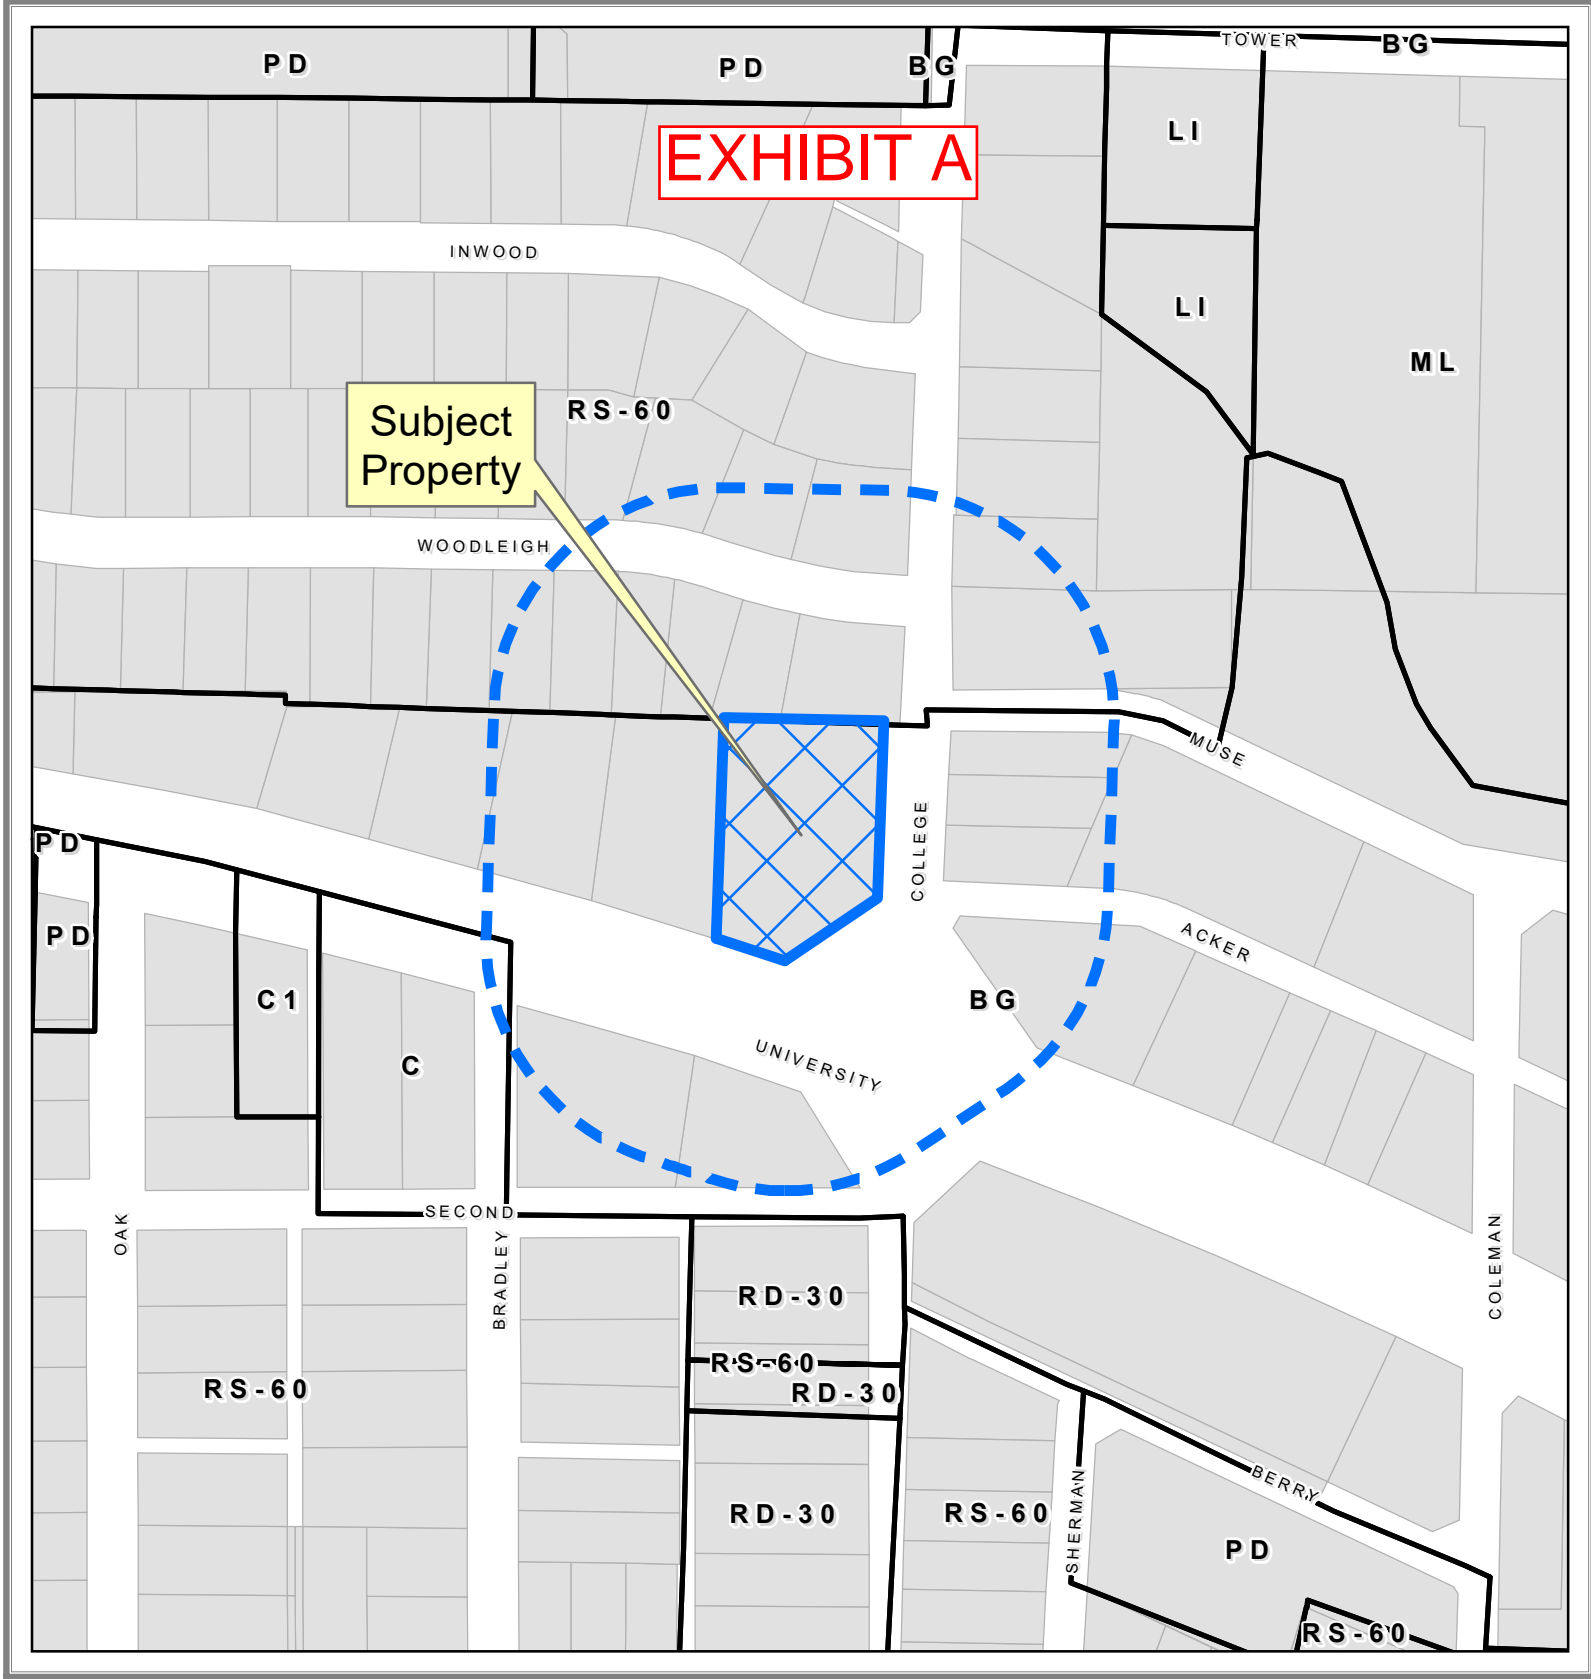 TOWER
BG
PD
PD
BG
LI
EXHIBIT A
INWOOD
LI
ML
RS-60
Subject
Property
WOODLEIGH
MUSE
COLLEGE
PD
PD
ACKER
C1
BG
C
UNIVERSITY
SECOND
OAK
BRADLEY
COLEMAN
RD-30
RS-60
RD-30
RS-60
BERRY
RD-30
RS-60
SHERMAN
PD
RS-60